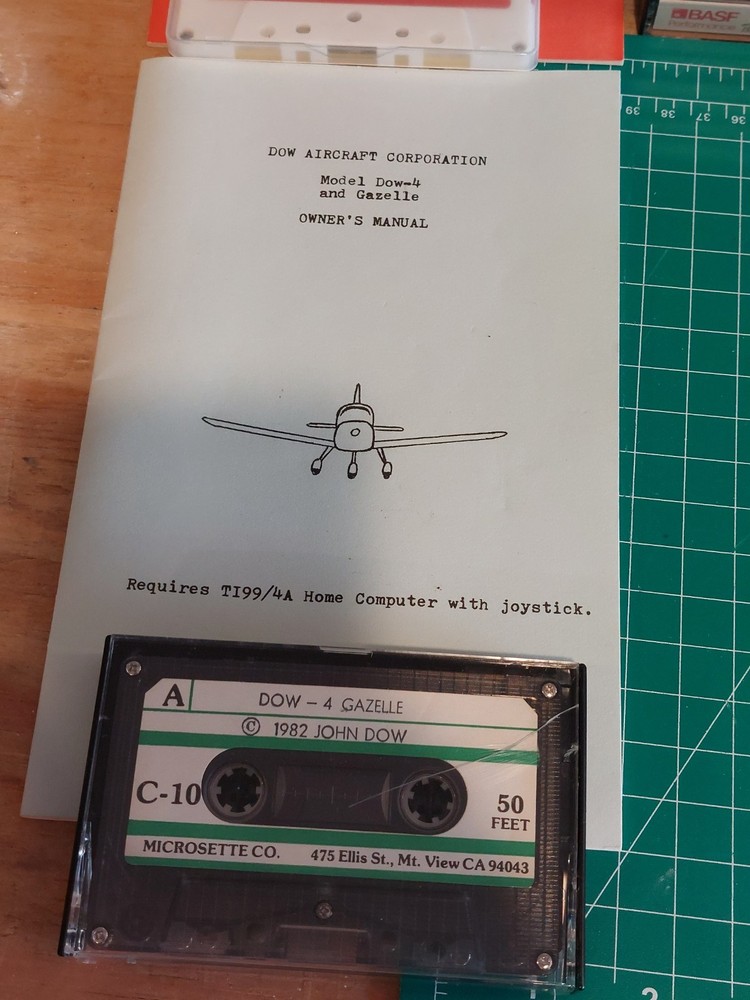 BASF
Performance
39 38 37 36
DOW AIRCRAFT CORPORATION
Model Dow-4
and Gazelle
OWNER'S MANUAL
Requires TI99/4A Home Computer with joystick.
A
DOW - 4 GAZELLE
© 1982 JOHN DOW
C-10
50
FEET
MICROSETTE CO. 475 Ellis St., Mt. View CA 94043
2